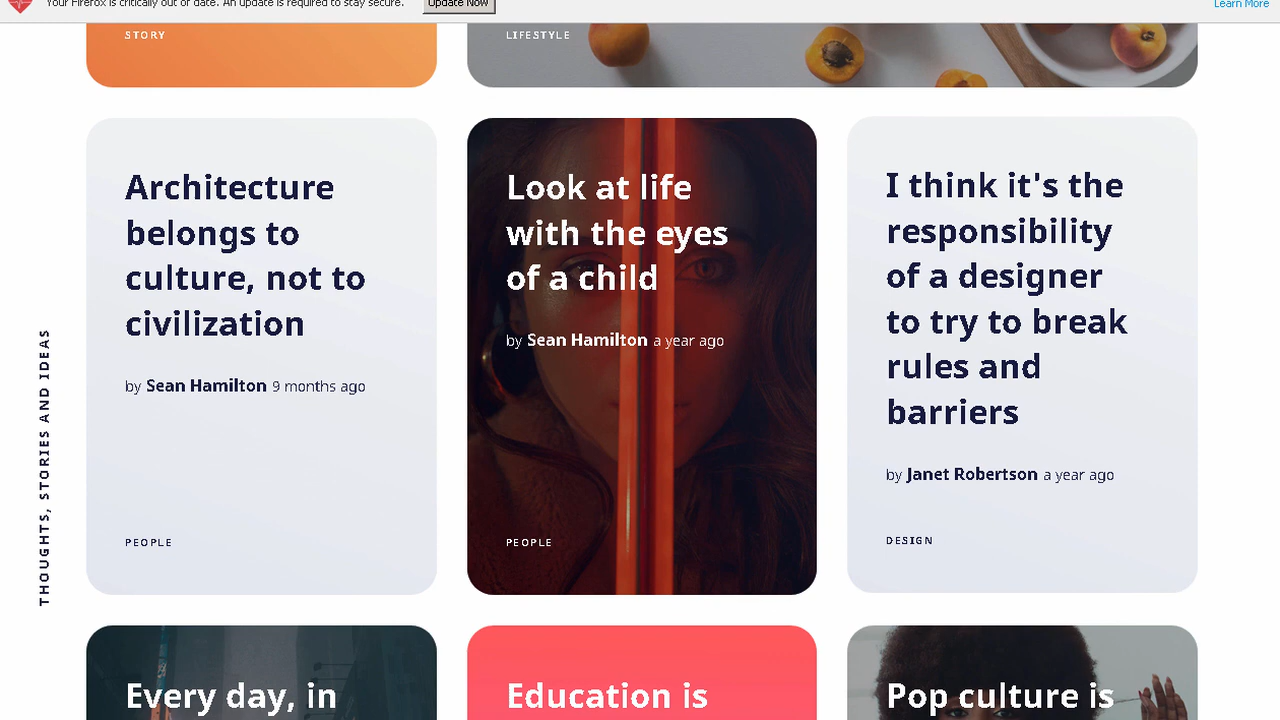 Your Firefox is critically out of date. An update is required to stay secure.
Update Now
Learn More
STORY
LIFESTYLE
THOUGHTS, STORIES AND IDEAS
Architecture
belongs to
culture, not to
civilization
by Sean Hamilton 9 months ago
PEOPLE
Look at life
with the eyes
of a child
by Sean Hamilton a year ago
PEOPLE
I think it's the
responsibility
of a designer
to try to break
rules and
barriers
by Janet Robertson a year ago
DESIGN
Every day, in
Education is
Pop culture is